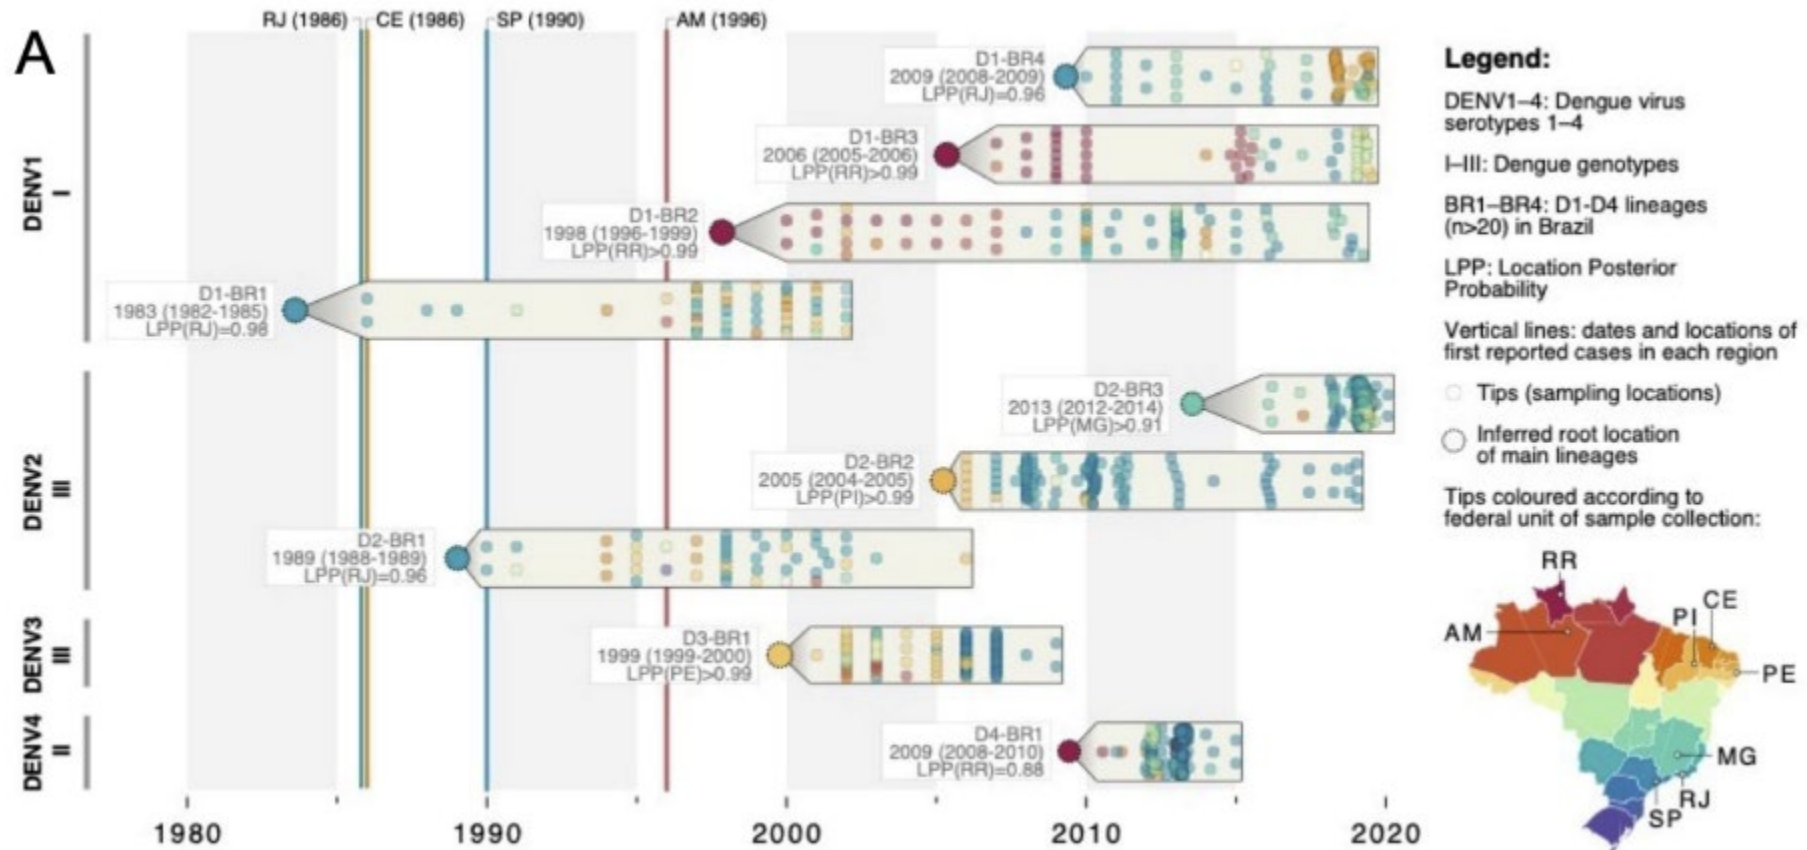 A
RJ (1986)
CE (1986)
SP (1990)
AM (1996)
DENV1
I
D1-BR4
2009 (2008-2009)
LPP(RJ)=0.96
D1-BR3
2006 (2005-2006)
LPP(RR)>0.99
D1-BR2
1998 (1996-1999)
LPP(RR)>0.99
D1-BR1
1983 (1982-1985)
LPP(RJ)=0.98
DENV2
III
D2-BR3
2013 (2012-2014)
LPP(MG)>0.91
D2-BR2
2005 (2004-2005)
LPP(PI)>0.99
D2-BR1
1989 (1988-1989)
LPP(RJ)=0.96
DENV3
III
D3-BR1
1999 (1999-2000)
LPP(PE)>0.99
DENV4
II
D4-BR1
2009 (2008-2010)
LPP(RR)=0.88
1980
1990
2000
2010
2020
Legend:
DENV1–4: Dengue virus
serotypes 1–4
I–III: Dengue genotypes
BR1–BR4: D1-D4 lineages
(n>20) in Brazil
LPP: Location Posterior
Probability
Vertical lines: dates and locations of
first reported cases in each region
Tips (sampling locations)
Inferred root location
of main lineages
Tips coloured according to
federal unit of sample collection:
RR
CE
PI
AM
PE
MG
RJ
SP